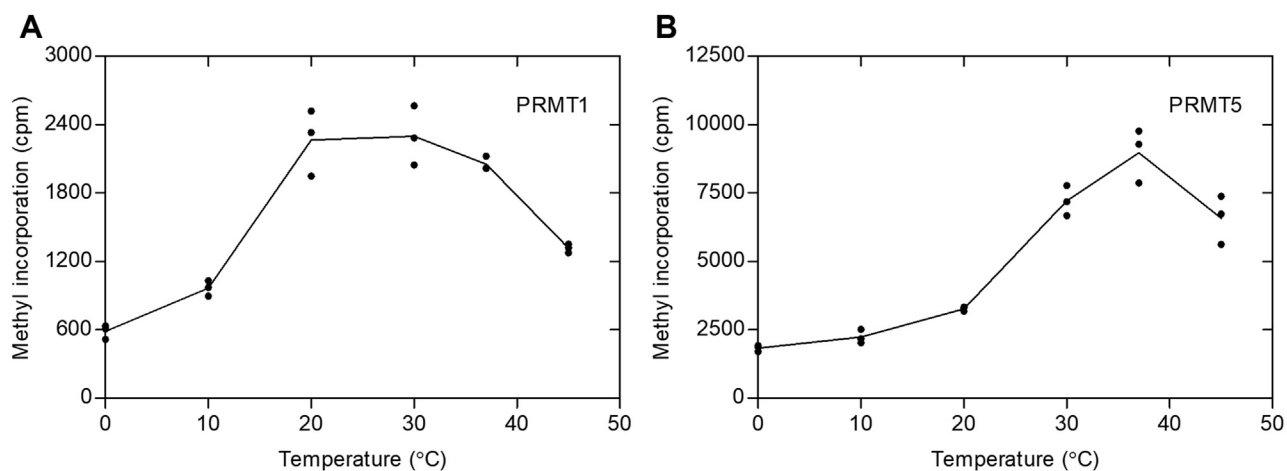 A
3000
2400
1800
1200
600
0
Methyl incorporation (cpm)
PRMT1
0 10 20 30 40 50
Temperature (°C)
B
12500
10000
7500
5000
2500
0
Methyl incorporation (cpm)
PRMT5
0 10 20 30 40 50
Temperature (°C)